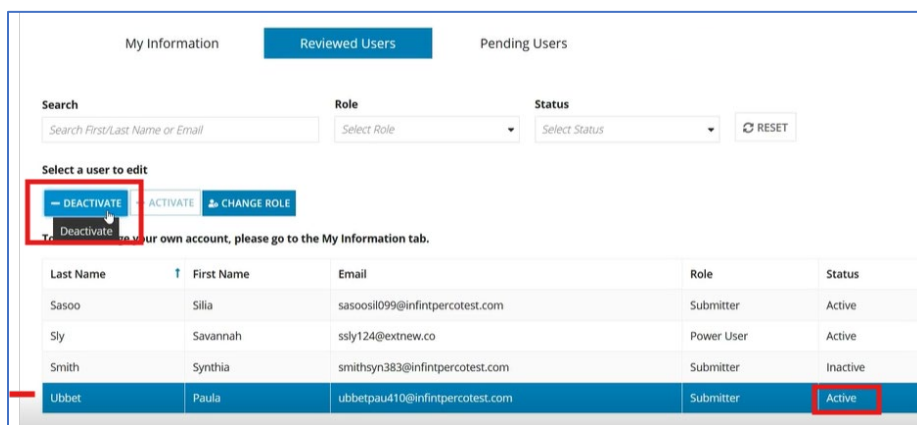 My Information Reviewed Users Pending Users
Search Role Status
Search First/Last Name or Email Select Role Select Status RESET
Select a user to edit
DEACTIVATE ACTIVATE CHANGE ROLE
Deactivate
your own account, please go to the My Information tab.
Last Name First Name Email Role Status
Sasoo Silia sasoosil099@infintpercotest.com Submitter Active
Sly Savannah ssly124@extnew.co Power User Active
Smith Synthia smithsyn383@infintpercotest.com Submitter Inactive
Ubbet Paula ubbetpau410@infintpercotest.com Submitter Active